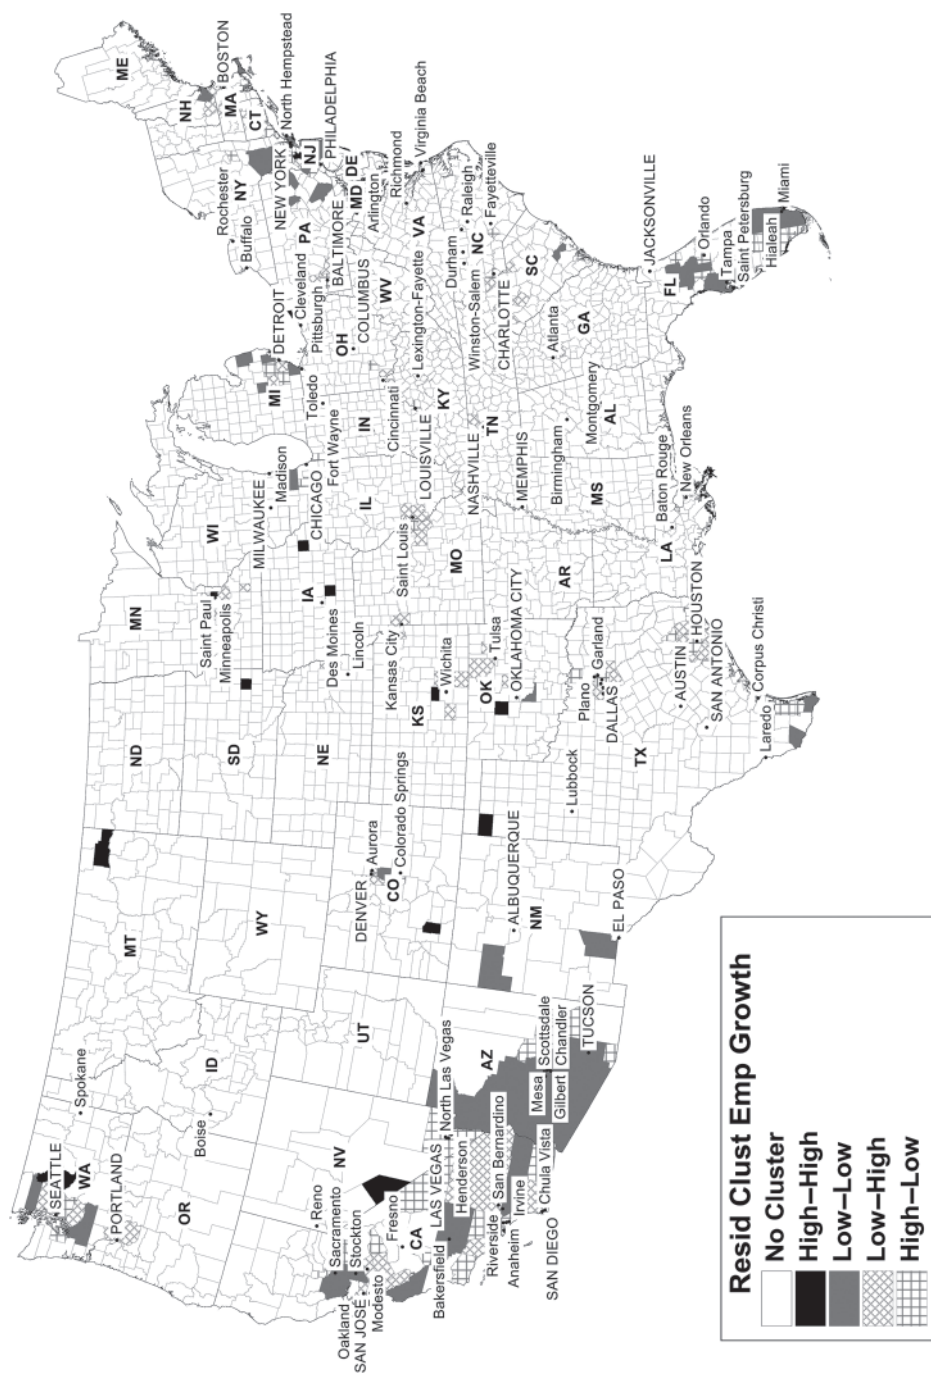 SEATTLE
WA
Spokane
PORTLAND
OR
Boise
ID
MT
ND
MN
SD
WY
NE
Saint Paul
Minneapolis
WI
MILWAUKEE
Madison
IA
Des Moines
CHICAGO
Lincoln
MI
DETROIT
Toledo
Fort Wayne
IL
IN
OH
Cleveland
Pittsburgh
COLUMBUS
Cincinnati
PA
Buffalo
Rochester
NY
NEW YORK
ME
NH
BOSTON
MA
CT
North Hempstead
NJ
PHILADELPHIA
BALTIMORE
MD
DE
Arlington
Richmond
Virginia Beach
WV
VA
Reno
Sacramento
Stockton
Oakland
SAN JOSE
Modesto
Fresno
CA
NV
UT
LAS VEGAS
North Las Vegas
Henderson
Bakersfield
San Bernardino
Riverside
Anaheim
Irvine
Chula Vista
SAN DIEGO
AZ
Mesa
Scottsdale
Gilbert
Chandler
TUCSON
DENVER
Aurora
CO
Colorado Springs
ALBUQUERQUE
NM
EL PASO
KS
Kansas City
Wichita
Saint Louis
MO
OK
Tulsa
OKLAHOMA CITY
AR
Lubbock
Plano
Garland
DALLAS
TX
AUSTIN
HOUSTON
SAN ANTONIO
Corpus Christi
Laredo
LOUISVILLE
Lexington-Fayette
KY
NASHVILLE
TN
MEMPHIS
Birmingham
Montgomery
AL
MS
LA
Baton Rouge
New Orleans
Durham
Raleigh
Winston-Salem
NC
Fayetteville
CHARLOTTE
SC
Atlanta
GA
JACKSONVILLE
FL
Orlando
Tampa
Saint Petersburg
Hialeah
Miami
Resid Clust Emp Growth
No Cluster
High–High
Low–Low
Low–High
High–Low